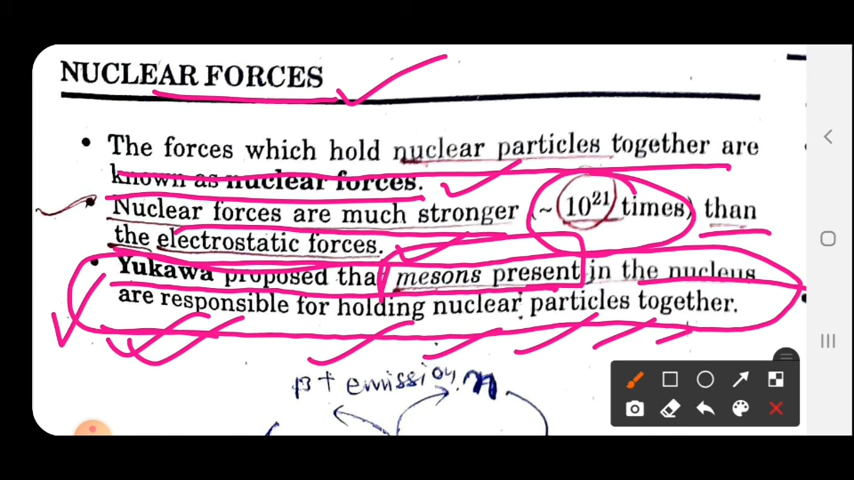 NUCLEAR FORCES
• The forces which hold nuclear particles together are
known as nuclear forces.
• Nuclear forces are much stronger (~ 10²¹ times) than
the electrostatic forces.
• Yukawa proposed that mesons present in the nucleus
are responsible for holding nuclear particles together.
β+ emission n